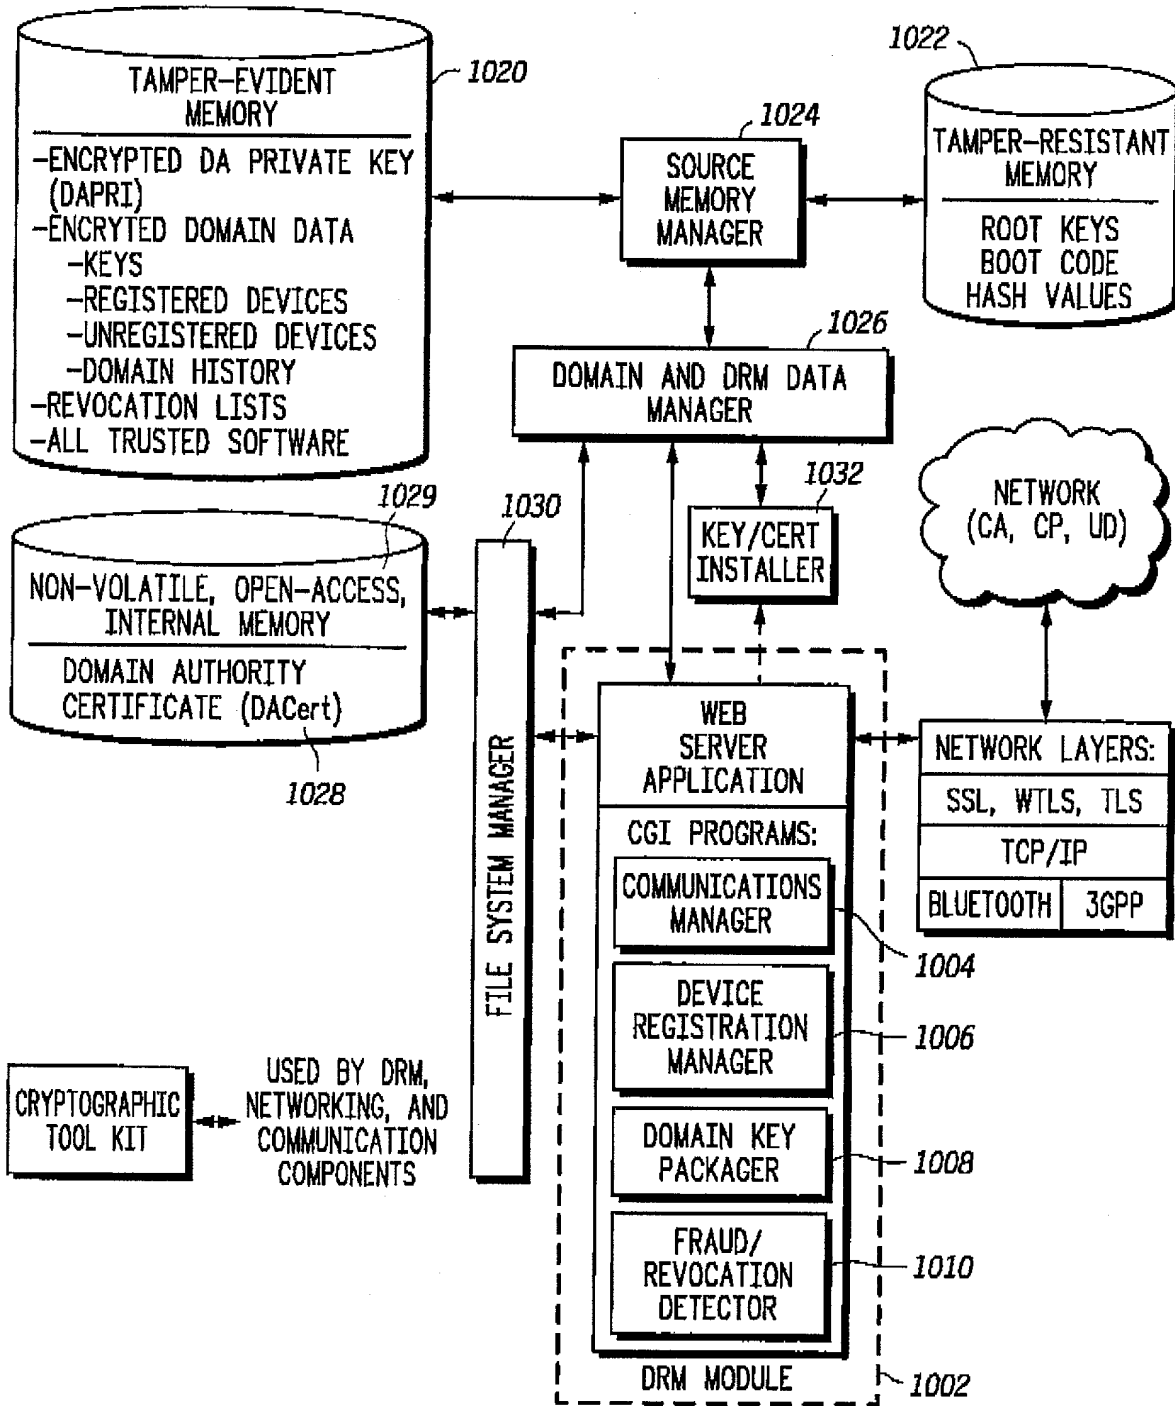 TAMPER-EVIDENT
MEMORY
1020
-ENCRYPTED DA PRIVATE KEY
(DAPRI)
-ENCRYTED DOMAIN DATA
-KEYS
-REGISTERED DEVICES
-UNREGISTERED DEVICES
-DOMAIN HISTORY
-REVOCATION LISTS
-ALL TRUSTED SOFTWARE
1024
SOURCE
MEMORY
MANAGER
1022
TAMPER-RESISTANT
MEMORY
ROOT KEYS
BOOT CODE
HASH VALUES
1026
DOMAIN AND DRM DATA
MANAGER
1029
NON-VOLATILE, OPEN-ACCESS,
INTERNAL MEMORY
DOMAIN AUTHORITY
CERTIFICATE (DACert)
1028
1030
FILE SYSTEM MANAGER
1032
KEY/CERT
INSTALLER
NETWORK
(CA, CP, UD)
WEB
SERVER
APPLICATION
CGI PROGRAMS:
COMMUNICATIONS
MANAGER
1004
DEVICE
REGISTRATION
MANAGER
1006
DOMAIN KEY
PACKAGER
1008
FRAUD/
REVOCATION
DETECTOR
1010
DRM MODULE
1002
NETWORK LAYERS:
SSL, WTLS, TLS
TCP/IP
BLUETOOTH
3GPP
CRYPTOGRAPHIC
TOOL KIT
USED BY DRM,
NETWORKING, AND
COMMUNICATION
COMPONENTS